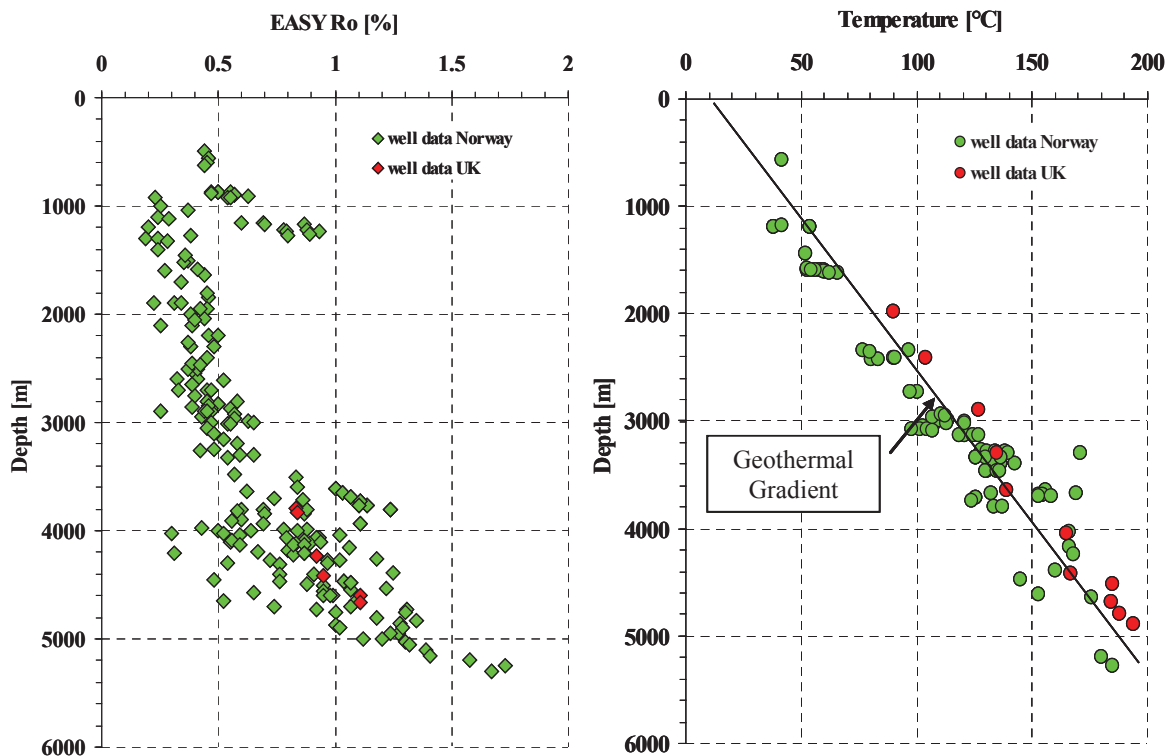 EASY Ro [%]
0 0.5 1 1.5 2
0
1000
2000
3000
4000
5000
6000
Depth [m]
well data Norway
well data UK
Temperature [°C]
0 50 100 150 200
0
1000
2000
3000
4000
5000
6000
Depth [m]
well data Norway
well data UK
Geothermal
Gradient